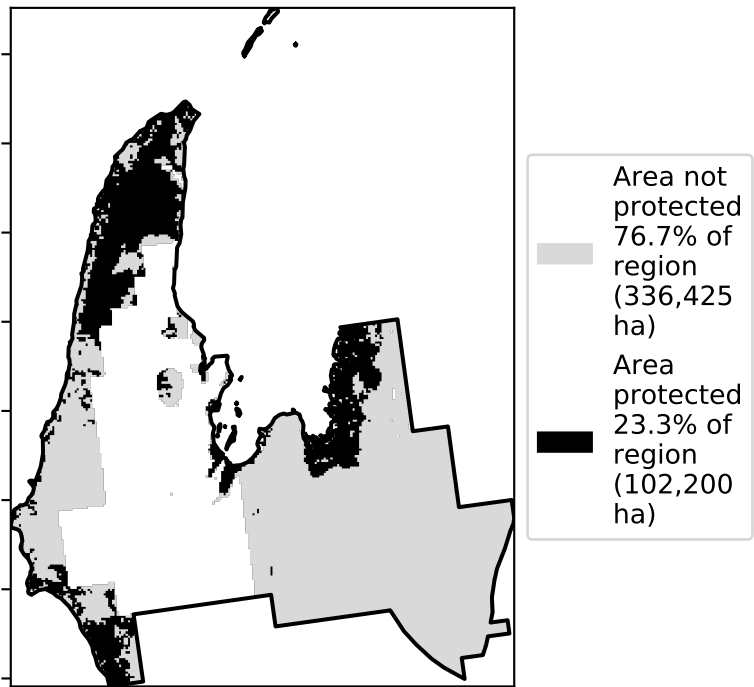 Area not
protected
76.7% of
region
(336,425
ha)
Area
protected
23.3% of
region
(102,200
ha)